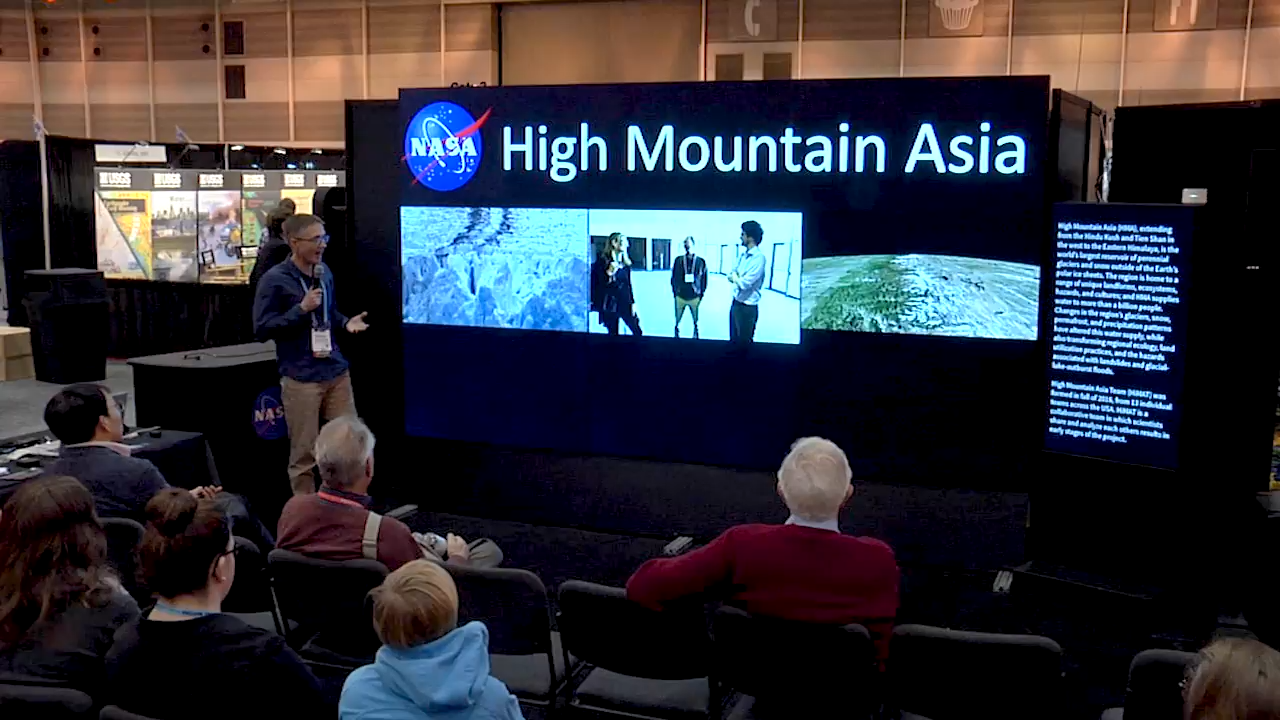 NASA
High Mountain Asia
USGS USGS USGS USGS USGS USGS
High Mountain Asia (HMA), extending
from the Hindu Kush and Tien Shan in
the west to the Eastern Himalaya, is the
world's largest reservoir of perennial
glaciers and snow outside of the Earth's
polar ice sheets. The region is home to a
range of unique landforms, ecosystems,
hazards, and cultures; and HMA supplies
water to more than a billion people.
Changes in the region's glaciers, snow,
permafrost, and precipitation patterns
have altered this water supply, while
also transforming regional ecology, land
utilization practices, and the hazards
associated with landslides and glacial-
lake-outburst floods.
High Mountain Asia Team (HiMAT) was
formed in fall of 2016, from 13 individual
teams across the USA. HiMAT is a
collaborative team in which scientists
share and analyze each others results in
early stages of the project.
NAS